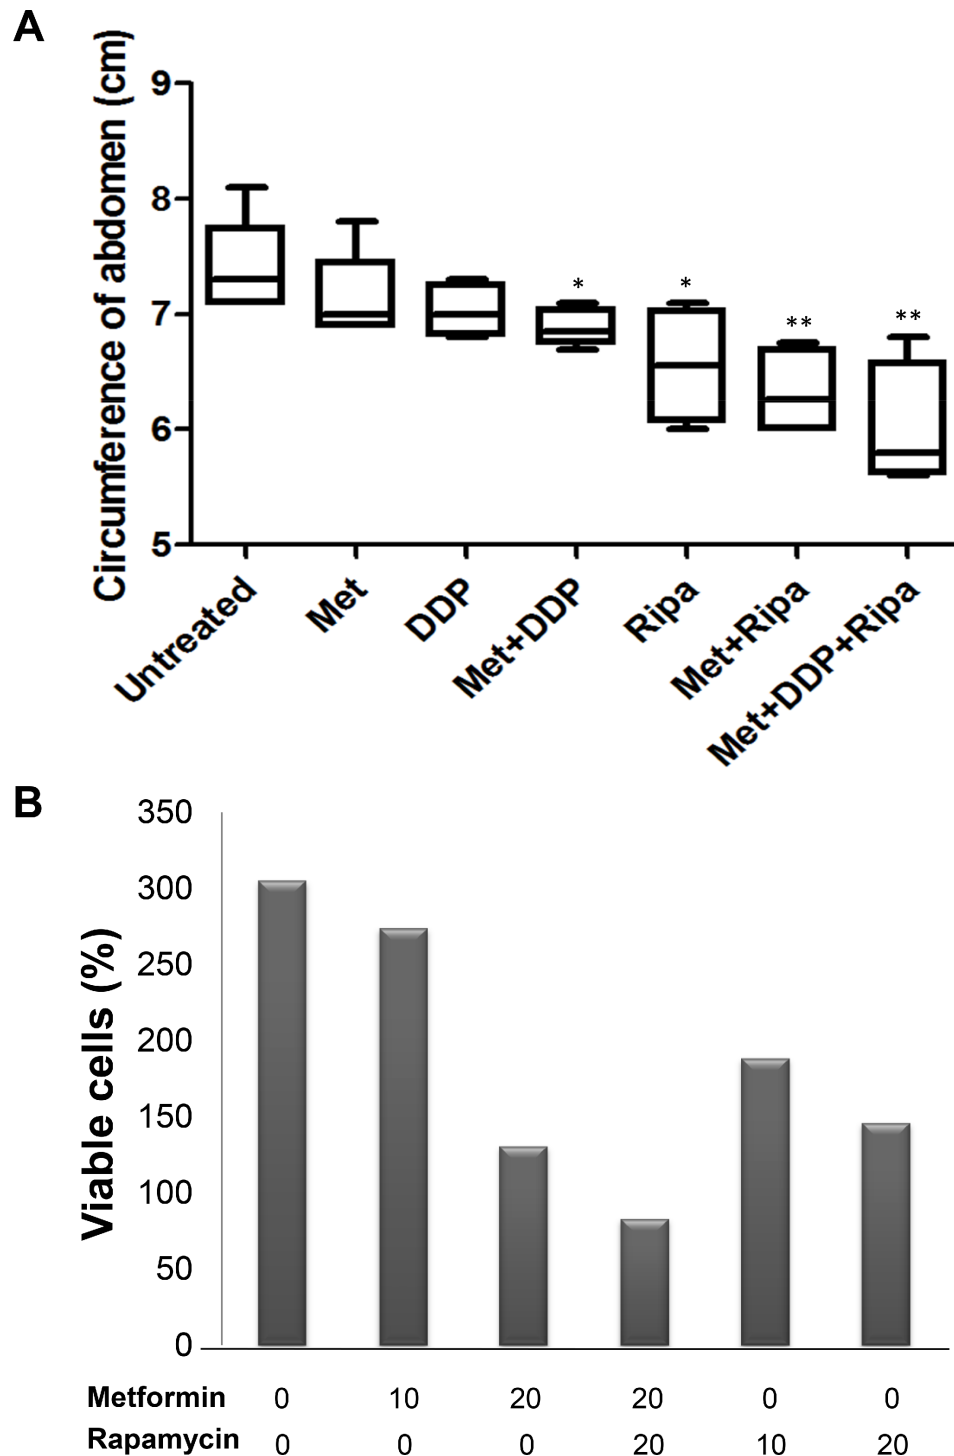 A
Circumference of abdomen (cm)
9
8
7
6
5
* * ** **
Untreated Met DDP Met+DDP Ripa Met+Ripa Met+DDP+Ripa
B
Viable cells (%)
350
300
250
200
150
100
50
0
Metformin 0 10 20 20 0 0
Rapamycin 0 0 0 20 10 20